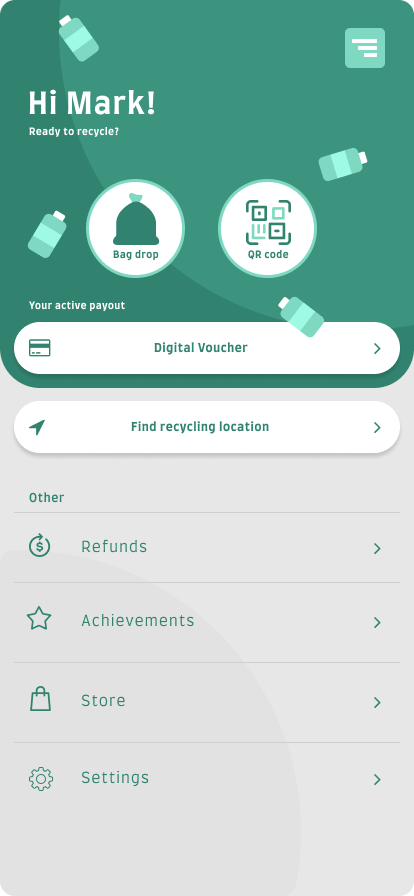 Hi Mark!
Ready to recycle?
Bag drop
QR code
Your active payout
Digital Voucher
Find recycling location
Other
Refunds
Achievements
Store
Settings